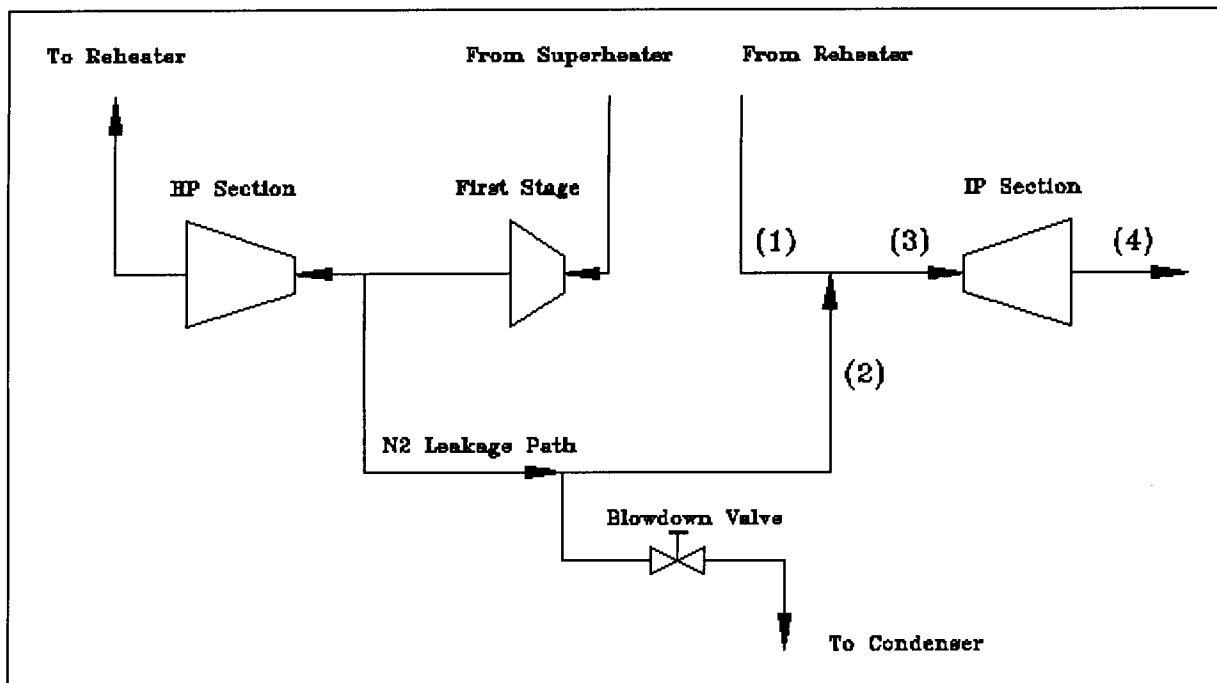 To Reheater
From Superheater
From Reheater
HP Section
First Stage
IP Section
(1)
(3)
(4)
(2)
N2 Leakage Path
Blowdown Valve
To Condenser